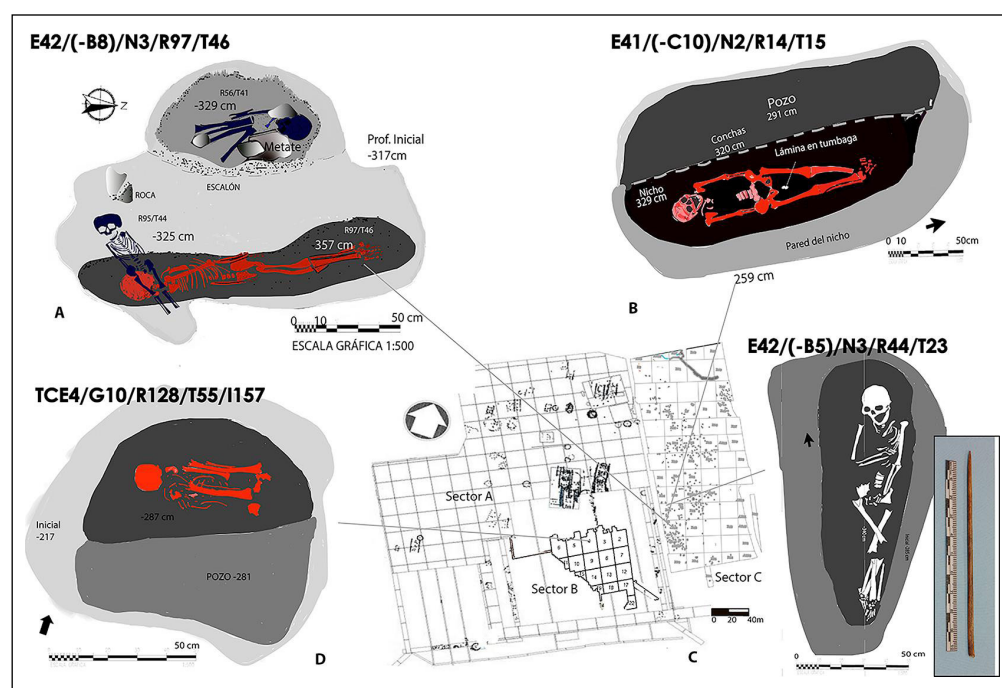 E42/(-B8)/N3/R97/T46
R56/T41
-329 cm
Metate
Z
Prof. Inicial
-317cm
ESCALÓN
ROCA
R95/T44
-325 cm
R97/T46
-357 cm
A
0 10 50 cm
ESCALA GRÁFICA 1:500
E41/(-C10)/N2/R14/T15
Pozo
291 cm
Conchas
320 cm
Lámina en tumbaga
Nicho
329 cm
Pared del nicho
0 10 50cm
B
259 cm
E42/(-B5)/N3/R44/T23
0 50 cm
TCE4/G10/R128/T55/I157
-287 cm
Inicial
-217
POZO -281
50 cm
D
Sector A
Sector B
Sector C
0 20 40m
C